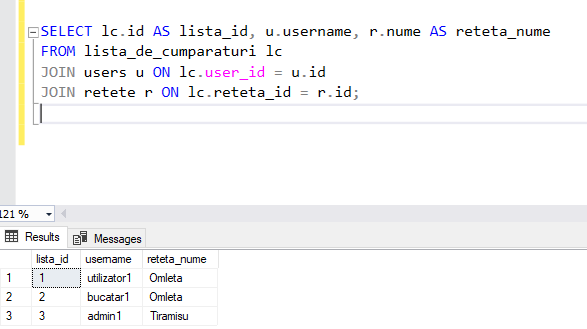 SELECT lc.id AS lista_id, u.username, r.nume AS reteta_nume
FROM lista_de_cumparaturi lc
JOIN users u ON lc.user_id = u.id
JOIN retete r ON lc.reteta_id = r.id;
121 %
Results Messages
lista_id username reteta_nume
1 1 utilizator1 Omleta
2 2 bucatar1 Omleta
3 3 admin1 Tiramisu